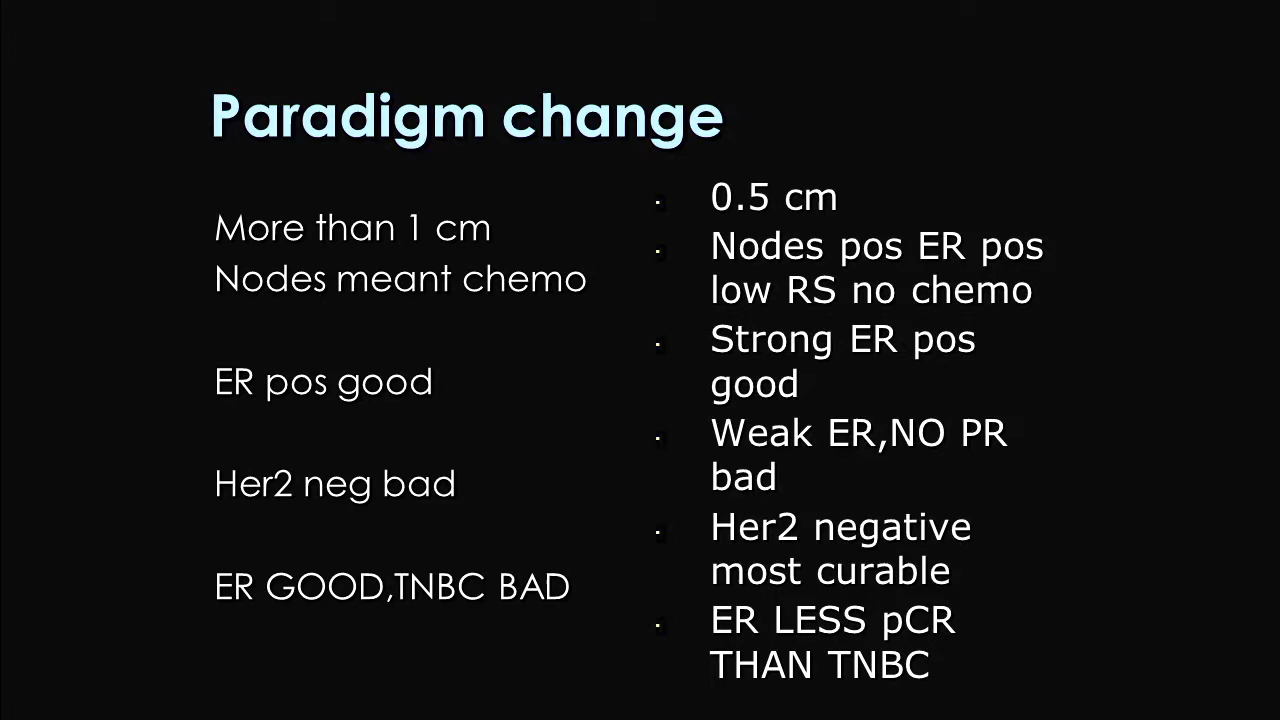 Paradigm change
More than 1 cm
Nodes meant chemo
ER pos good
Her2 neg bad
ER GOOD,TNBC BAD
0.5 cm
Nodes pos ER pos
low RS no chemo
Strong ER pos
good
Weak ER,NO PR
bad
Her2 negative
most curable
ER LESS pCR
THAN TNBC